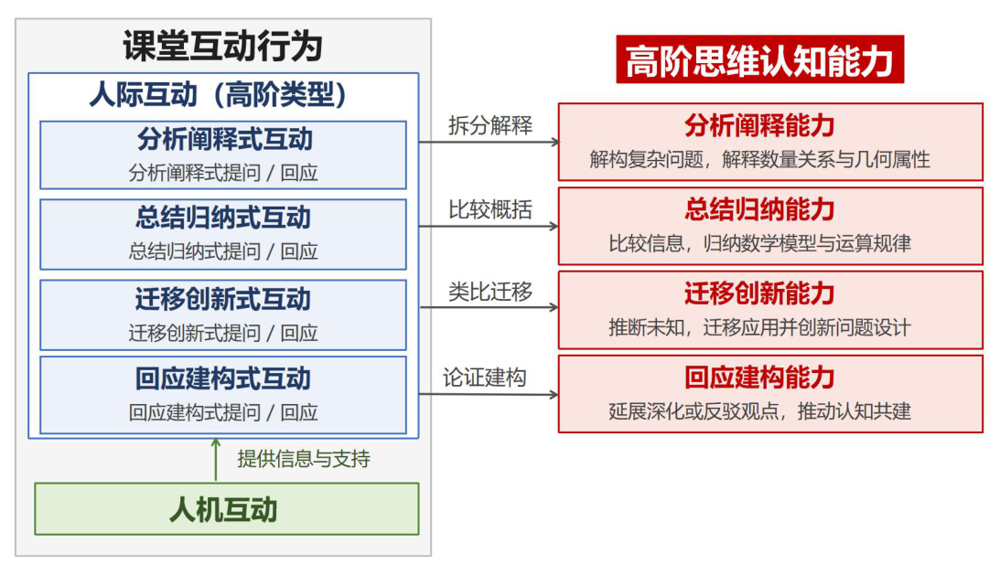 课堂互动行为
人际互动（高阶类型）
分析阐释式互动
分析阐释式提问 / 回应
总结归纳式互动
总结归纳式提问 / 回应
迁移创新式互动
迁移创新式提问 / 回应
回应建构式互动
回应建构式提问 / 回应
提供信息与支持
人机互动
拆分解释
比较概括
类比迁移
论证建构
高阶思维认知能力
分析阐释能力
解构复杂问题，解释数量关系与几何属性
总结归纳能力
比较信息，归纳数学模型与运算规律
迁移创新能力
推断未知，迁移应用并创新问题设计
回应建构能力
延展深化或反驳观点，推动认知共建